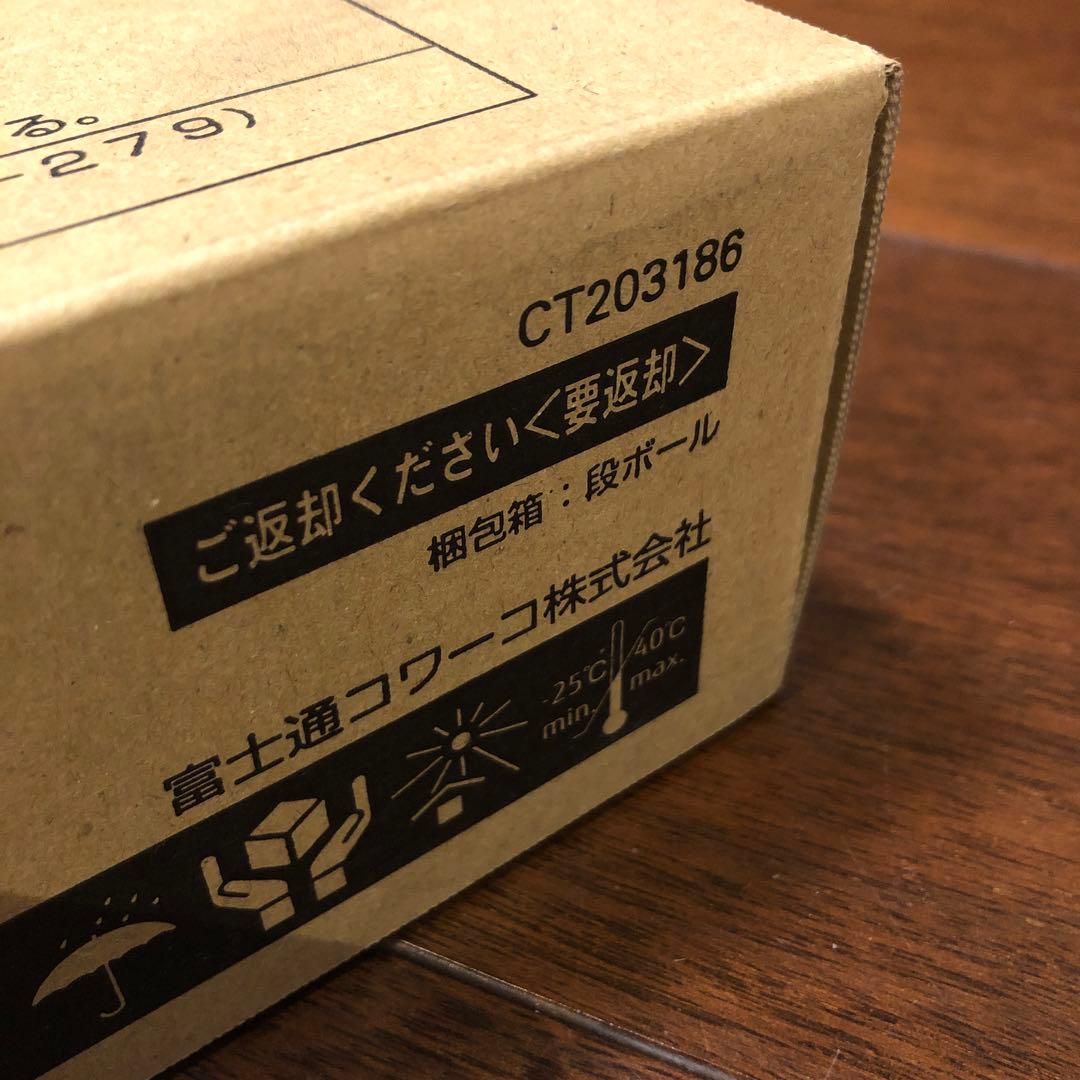 る。
-279)
CT203186
ご返却ください<要返却>
梱包箱:段ボール
富士通コワーコ株式会社
-25℃ 40℃
min. max.